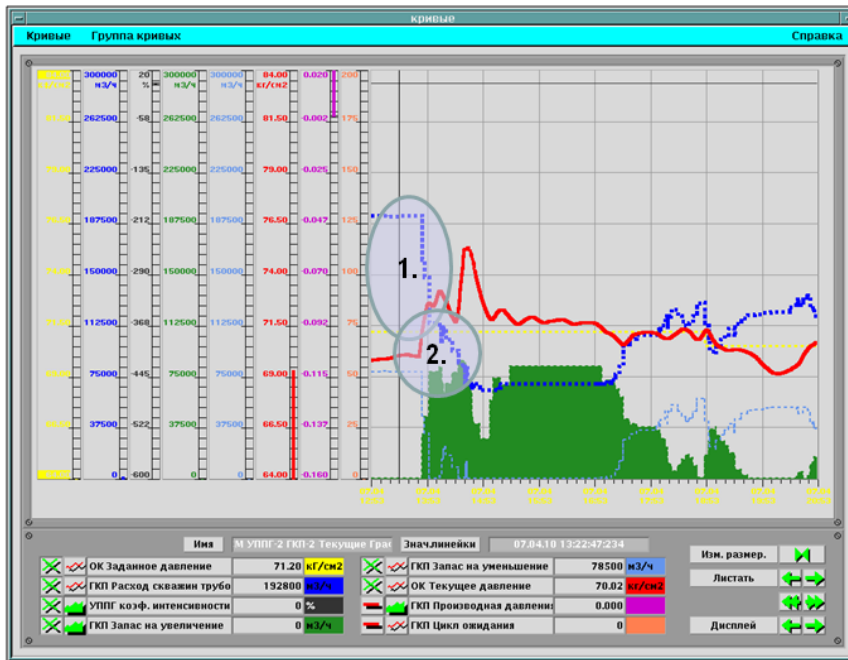 кривые
Кривые Группа кривых Справка
300000 20 300000 300000 84.00 0.020 200
м3/ч % м3/ч м3/ч кг/см2
262500 -58 262500 262500 81.50 -0.002 175
225000 -135 225000 225000 79.00 -0.025 150
187500 -212 187500 187500 76.50 -0.047 125
150000 -290 150000 150000 74.00 -0.070 100
112500 -368 112500 112500 71.50 -0.092 75
75000 -445 75000 75000 69.00 -0.115 50
37500 -522 37500 37500 66.50 -0.137 25
0 -600 0 0 64.00 -0.160 0
1.
2.
Имя М УППГ-2 ГКП-2 Текущие Гра Знач.линейки 07.04.10 13:22:47:234
ОК Заданное давление 71.20 кГ/см2
ГКП Расход скважин трубо 192800 м3/ч
УППГ коэф. интенсивности 0 %
ГКП Запас на увеличение 0 м3/ч
ГКП Запас на уменьшение 78500 м3/ч
ОК Текущее давление 70.02 кг/см2
ГКП Производная давлени 0.000
ГКП Цикл ожидания 0
Изм. размер.
Листать
Дисплей